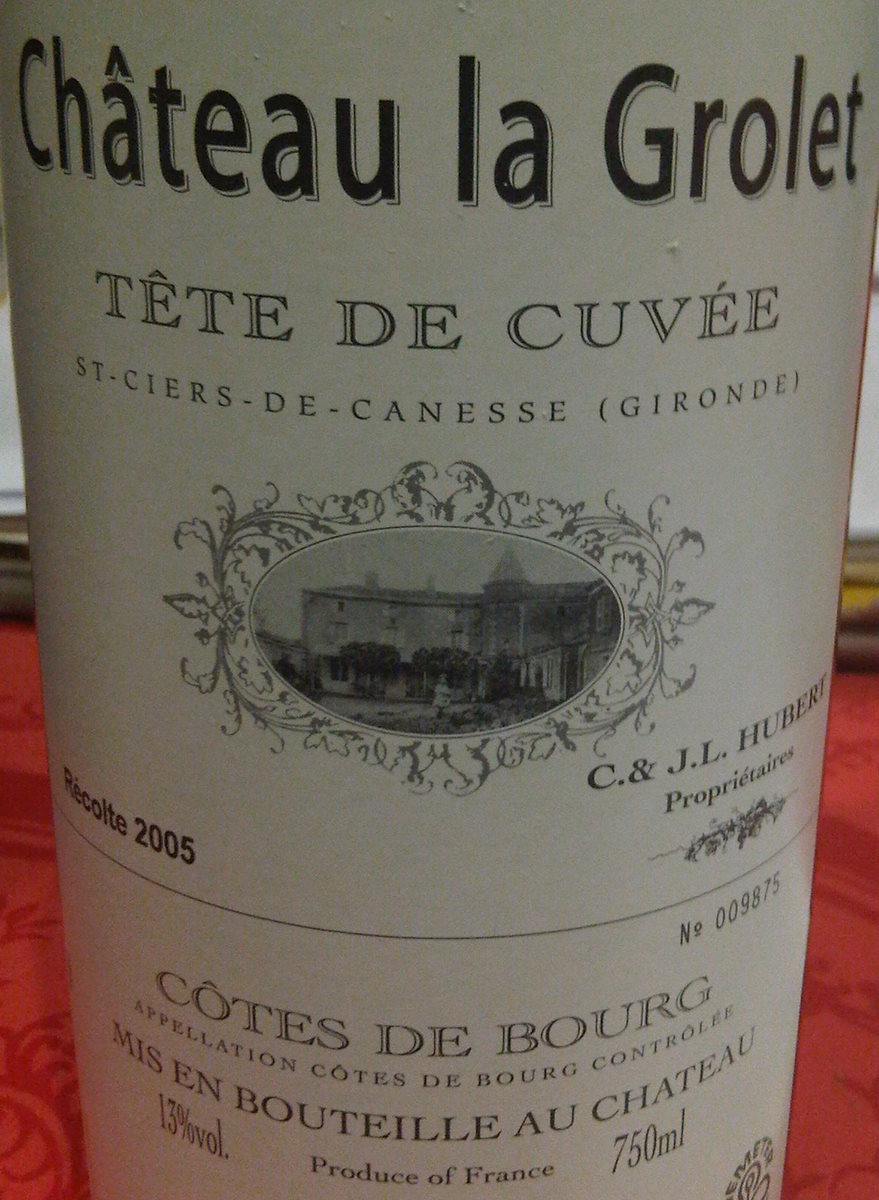 Château la Grolet
TÊTE DE CUVÉE
ST-CIERS-DE-CANESSE (GIRONDE)
C.& J.L. HUBERT
Propriétaires
Récolte 2005
Nº 009875
CÔTES DE BOURG
APPELLATION CÔTES DE BOURG CONTRÔLÉE
MIS EN BOUTEILLE AU CHATEAU
13%vol.
750ml
Produce of France